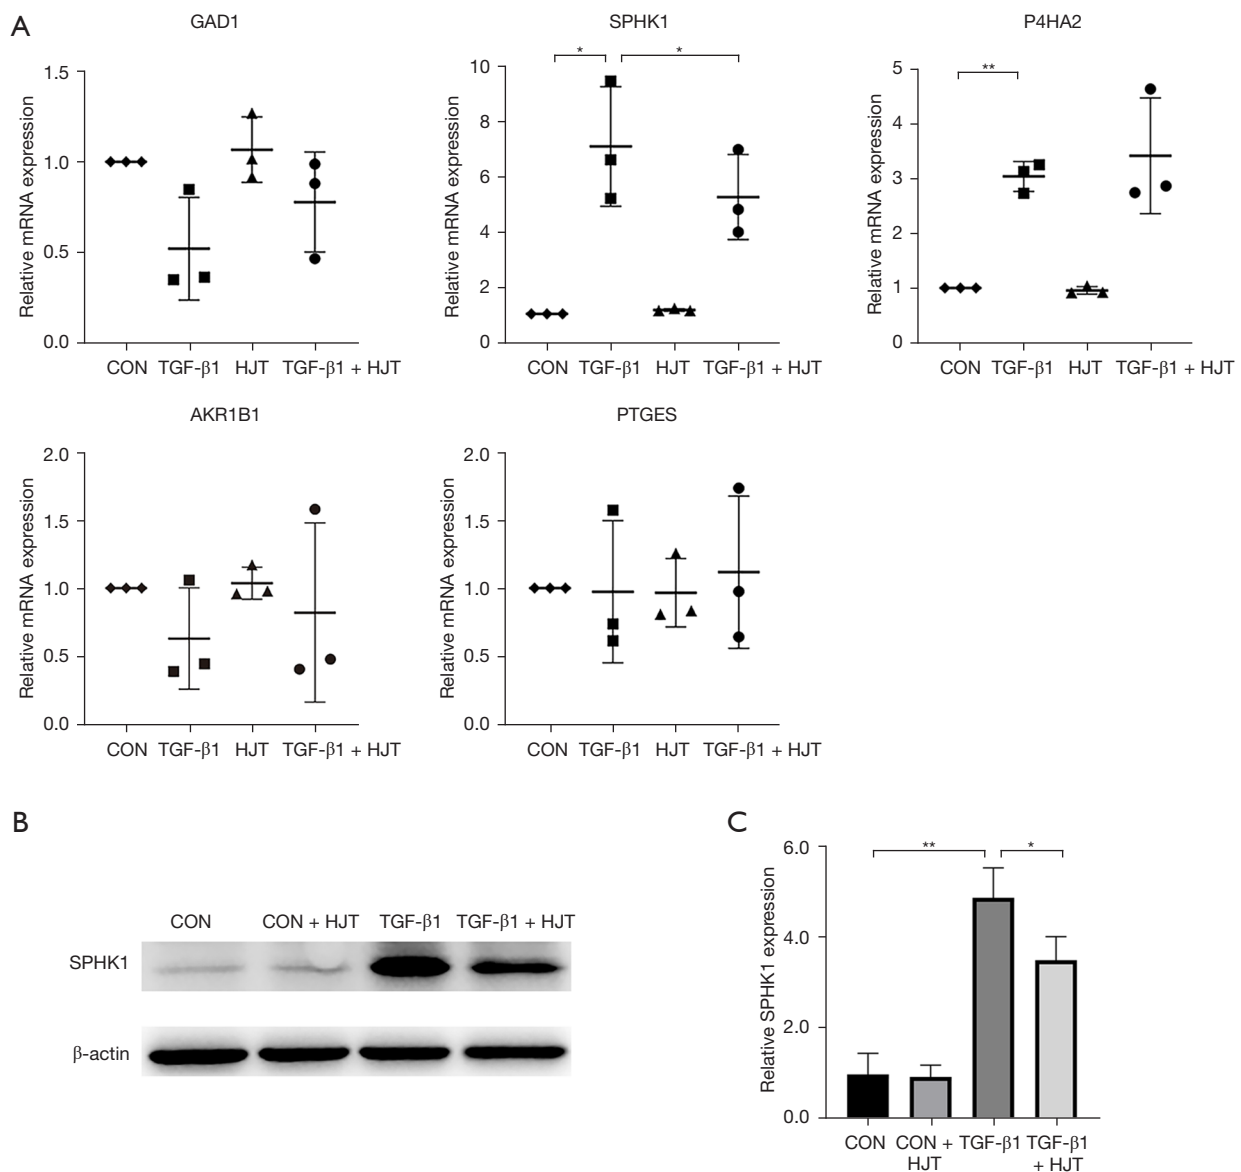 A
GAD1
Relative mRNA expression
1.5
1.0
0.5
0.0
CON TGF-β1 HJT TGF-β1 + HJT
SPHK1
* *
Relative mRNA expression
10
8
6
4
2
0
CON TGF-β1 HJT TGF-β1 + HJT
P4HA2
**
Relative mRNA expression
5
4
3
2
1
0
CON TGF-β1 HJT TGF-β1 + HJT
AKR1B1
Relative mRNA expression
2.0
1.5
1.0
0.5
0.0
CON TGF-β1 HJT TGF-β1 + HJT
PTGES
Relative mRNA expression
2.0
1.5
1.0
0.5
0.0
CON TGF-β1 HJT TGF-β1 + HJT
B
CON CON + HJT TGF-β1 TGF-β1 + HJT
SPHK1
β-actin
C
** *
Relative SPHK1 expression
6.0
4.0
2.0
0.0
CON CON + TGF-β1 TGF-β1
HJT + HJT